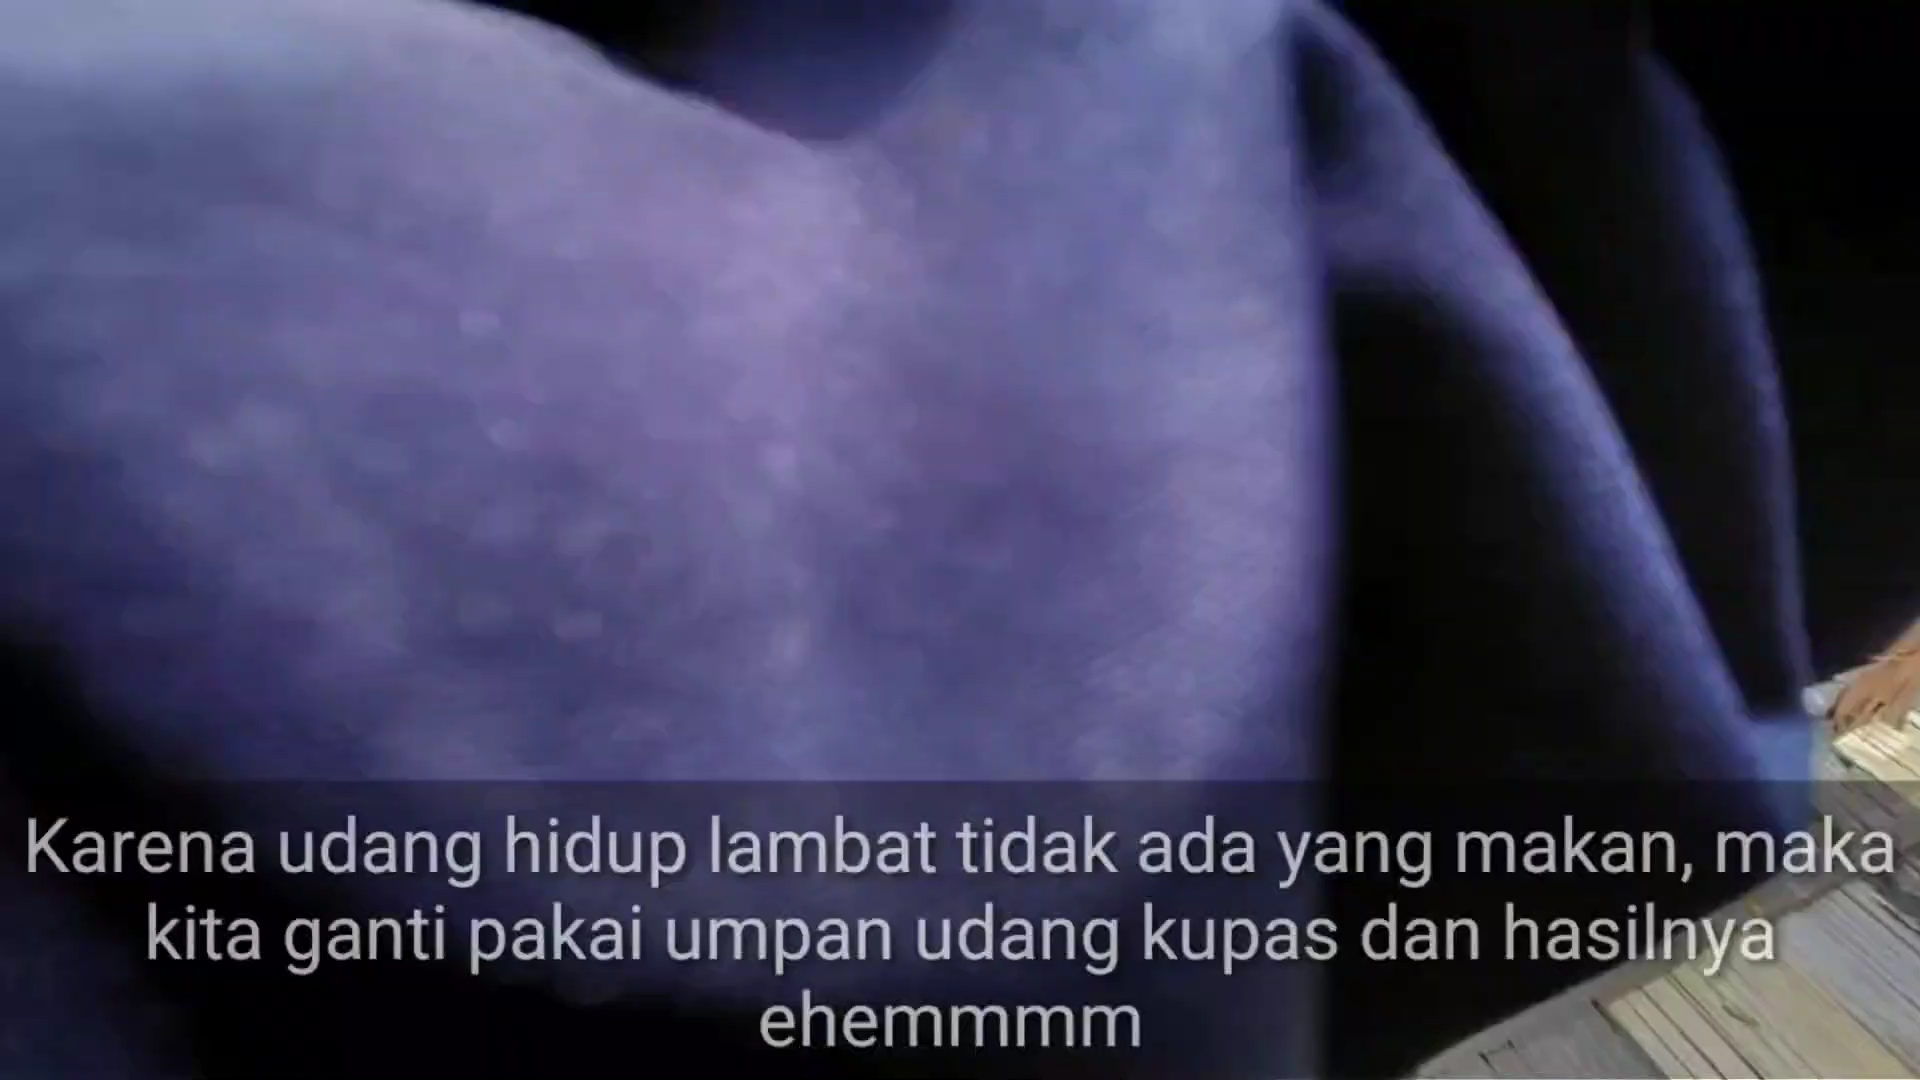 Karena udang hidup lambat tidak ada yang makan, maka
kita ganti pakai umpan udang kupas dan hasilnya
ehemmmm